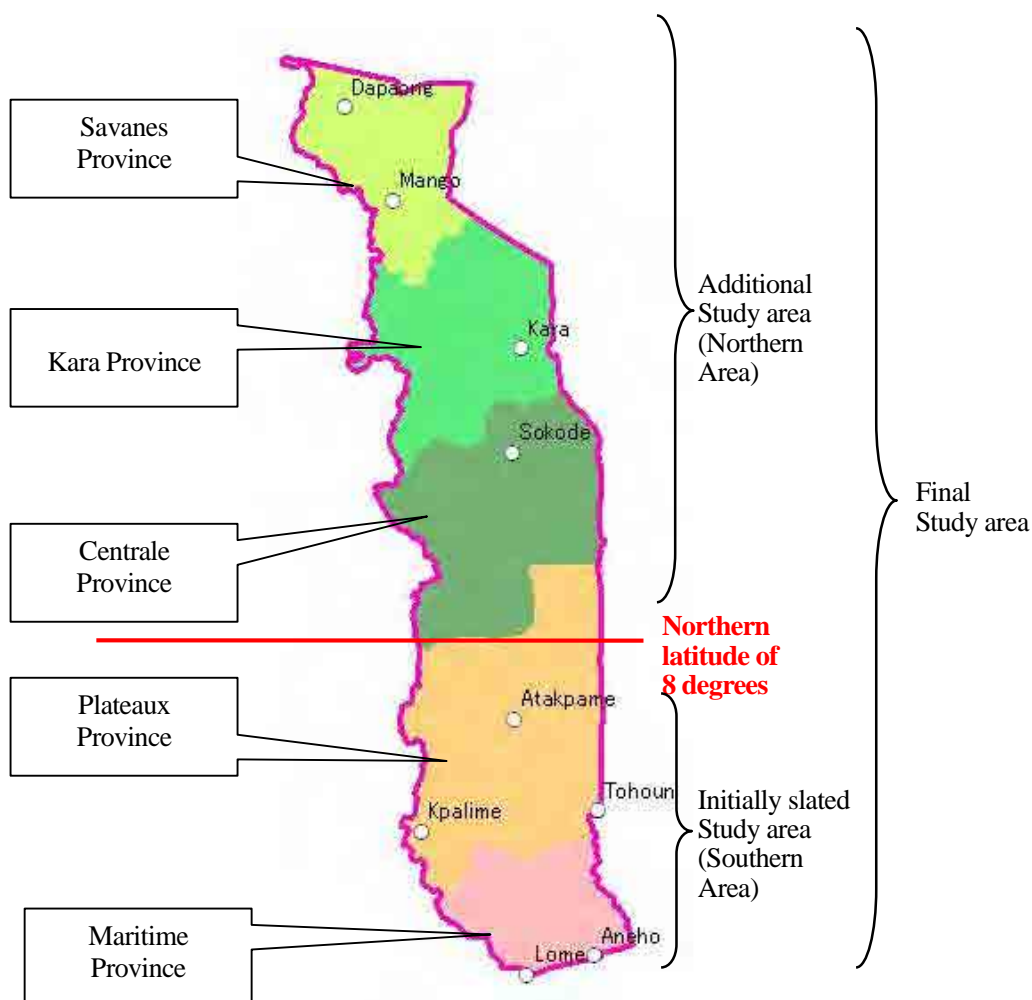 Savanes
Province
Kara Province
Centrale
Province
Plateaux
Province
Maritime
Province
Dapaong
Mango
Kara
Sokode
Atakpame
Tohoun
Kpalime
Aneho
Lome
Additional
Study area
(Northern
Area)
Northern
latitude of
8 degrees
Initially slated
Study area
(Southern
Area)
Final
Study area